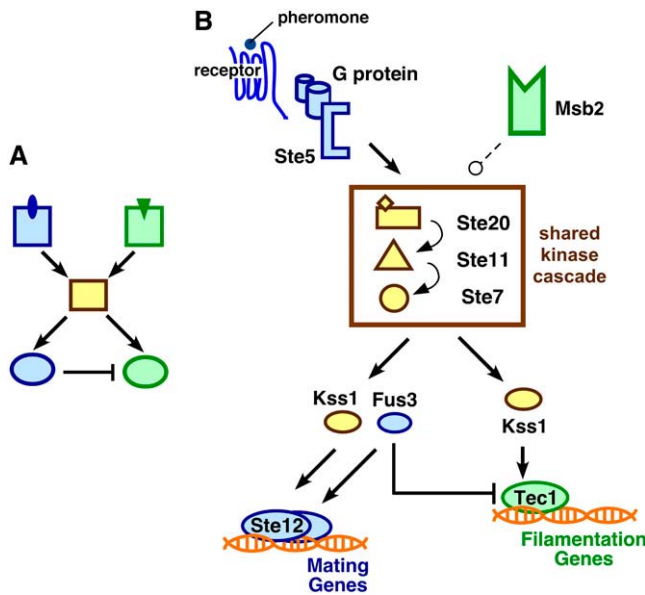 B
pheromone
receptor
G protein
Ste5
Msb2
A
Ste20
Ste11
Ste7
shared
kinase
cascade
Kss1
Fus3
Kss1
Ste12
Tec1
Mating
Genes
Filamentation
Genes